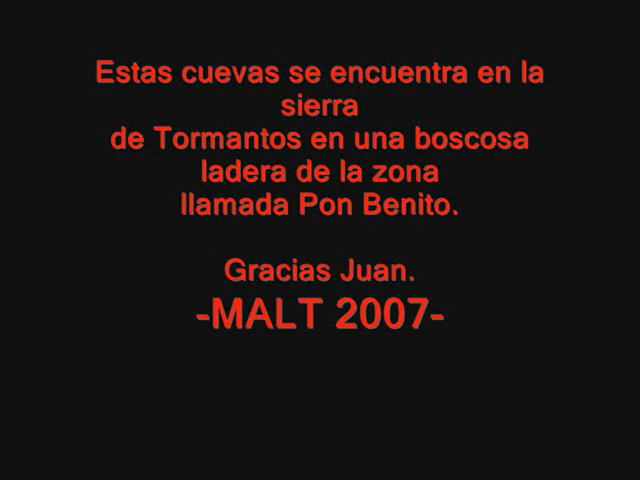 Estas cuevas se encuentra en la
sierra
de Tormantos en una boscosa
ladera de la zona
llamada Pon Benito.
Gracias Juan.
-MALT 2007-